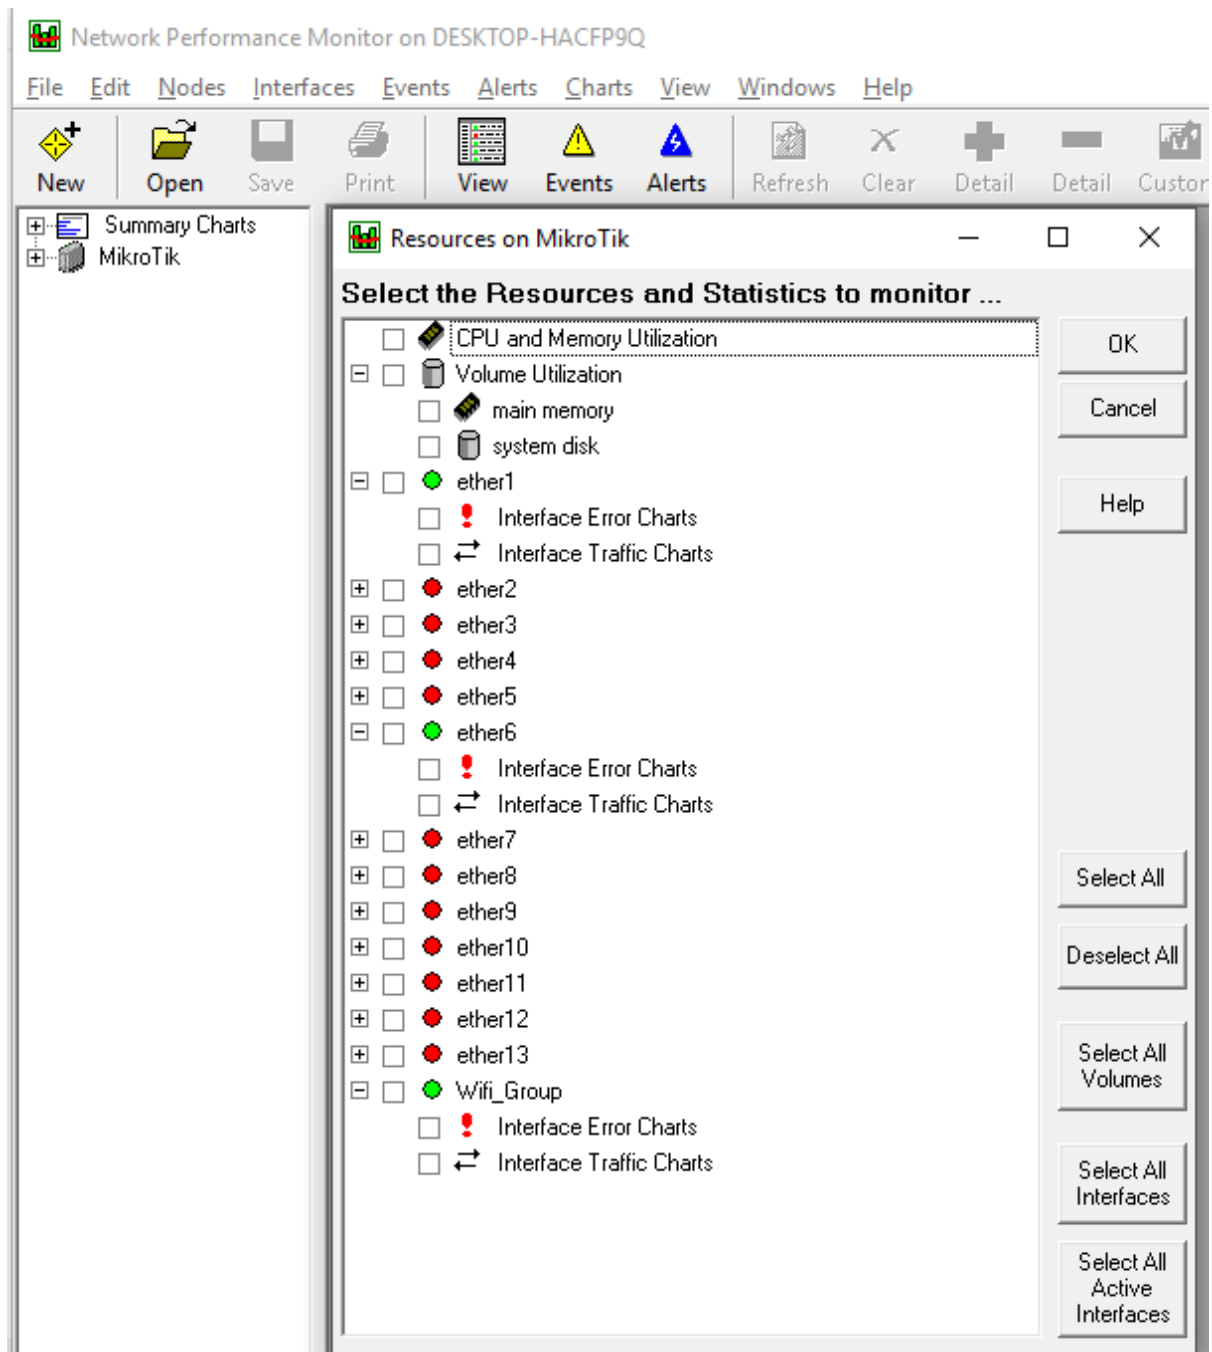 Network Performance Monitor on DESKTOP-HACFP9Q
File Edit Nodes Interfaces Events Alerts Charts View Windows Help
New Open Save Print View Events Alerts Refresh Clear Detail Detail Custor
Summary Charts
MikroTik
Resources on MikroTik
Select the Resources and Statistics to monitor ...
CPU and Memory Utilization
Volume Utilization
main memory
system disk
ether1
Interface Error Charts
Interface Traffic Charts
ether2
ether3
ether4
ether5
ether6
Interface Error Charts
Interface Traffic Charts
ether7
ether8
ether9
ether10
ether11
ether12
ether13
Wifi_Group
Interface Error Charts
Interface Traffic Charts
OK
Cancel
Help
Select All
Deselect All
Select All
Volumes
Select All
Interfaces
Select All
Active
Interfaces